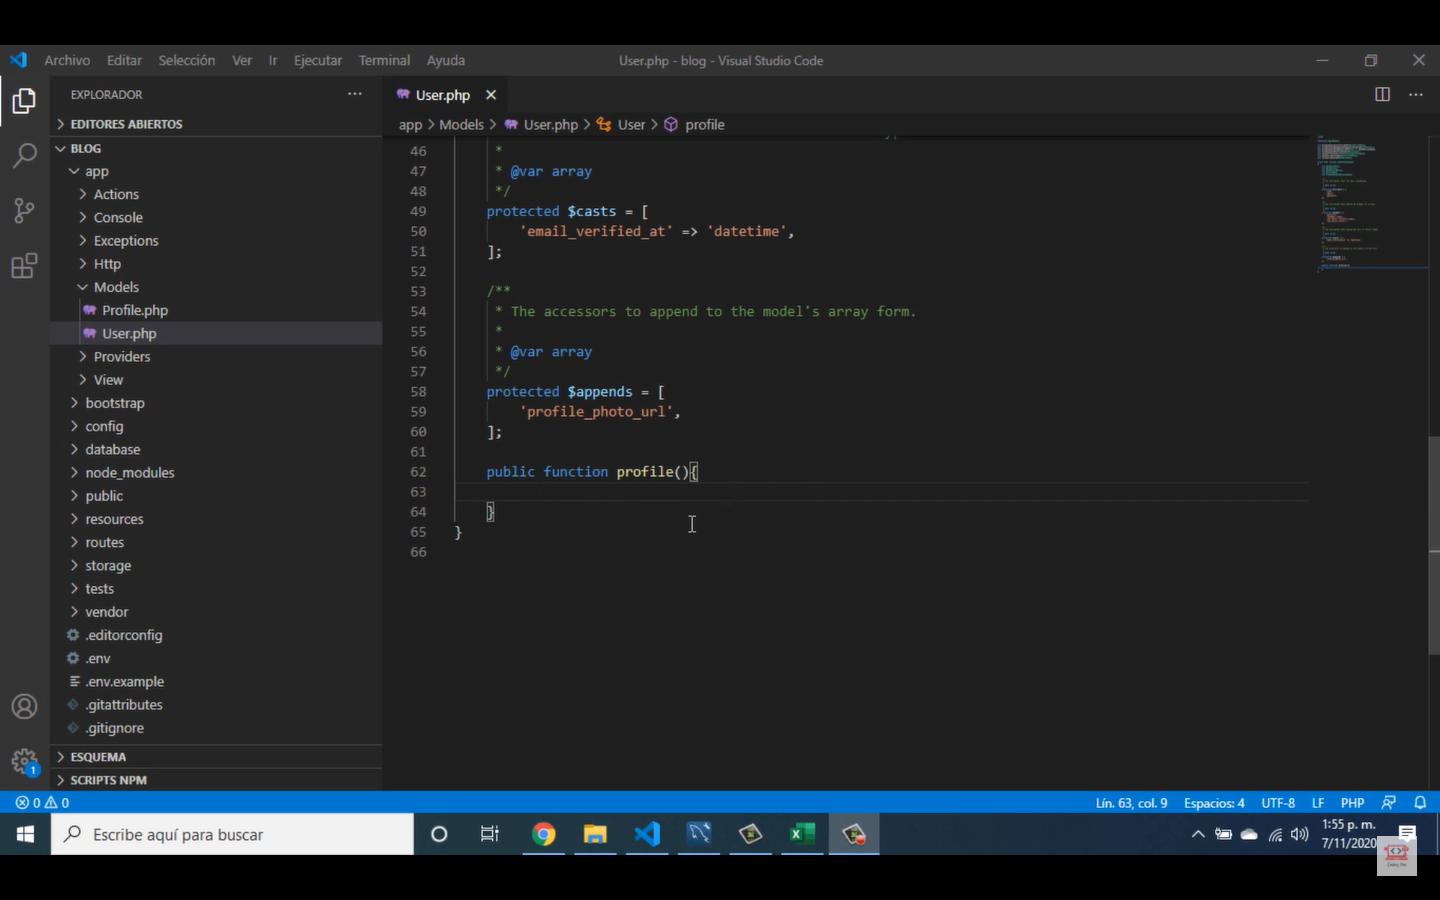 Archivo Editar Selección Ver Ir Ejecutar Terminal Ayuda
User.php - blog - Visual Studio Code
EXPLORADOR
EDITORES ABIERTOS
BLOG
app
Actions
Console
Exceptions
Http
Models
Profile.php
User.php
Providers
View
bootstrap
config
database
node_modules
public
resources
routes
storage
tests
vendor
.editorconfig
.env
.env.example
.gitattributes
.gitignore
ESQUEMA
SCRIPTS NPM
User.php
app > Models > User.php > User > profile
46 *
47 * @var array
48 */
49 protected $casts = [
50 'email_verified_at' => 'datetime',
51 ];
52
53 /**
54 * The accessors to append to the model's array form.
55 *
56 * @var array
57 */
58 protected $appends = [
59 'profile_photo_url',
60 ];
61
62 public function profile(){
63
64 }
65 }
66
1
0 0
Lín. 63, col. 9 Espacios: 4 UTF-8 LF PHP
Escribe aquí para buscar
1:55 p. m.
7/11/2020